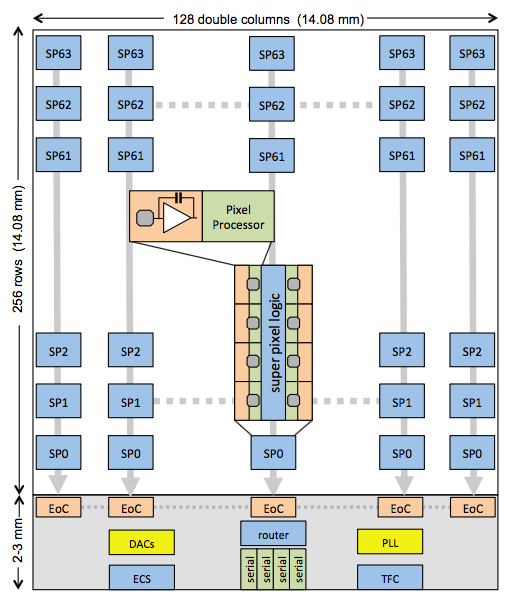 128 double columns (14.08 mm)
SP63 SP63 SP63 SP63 SP63
SP62 SP62 SP62 SP62 SP62
SP61 SP61 SP61 SP61 SP61
Pixel
Processor
256 rows (14.08 mm)
super pixel logic
SP2 SP2 SP2 SP2
SP1 SP1 SP1 SP1
SP0 SP0 SP0 SP0 SP0
2-3 mm
EoC EoC EoC EoC EoC
DACs router PLL
ECS serial serial serial serial TFC